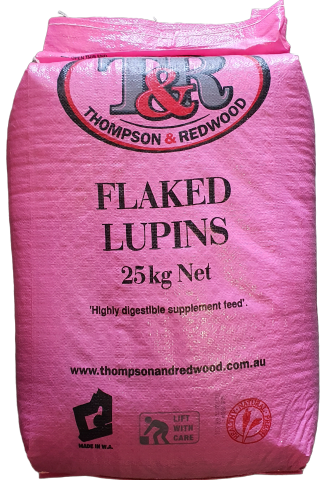 T&R
THOMPSON & REDWOOD
FLAKED
LUPINS
25kg Net
'Highly digestible supplement feed'.
www.thompsonandredwood.com.au
MADE IN W.A.
LIFT
WITH
CARE